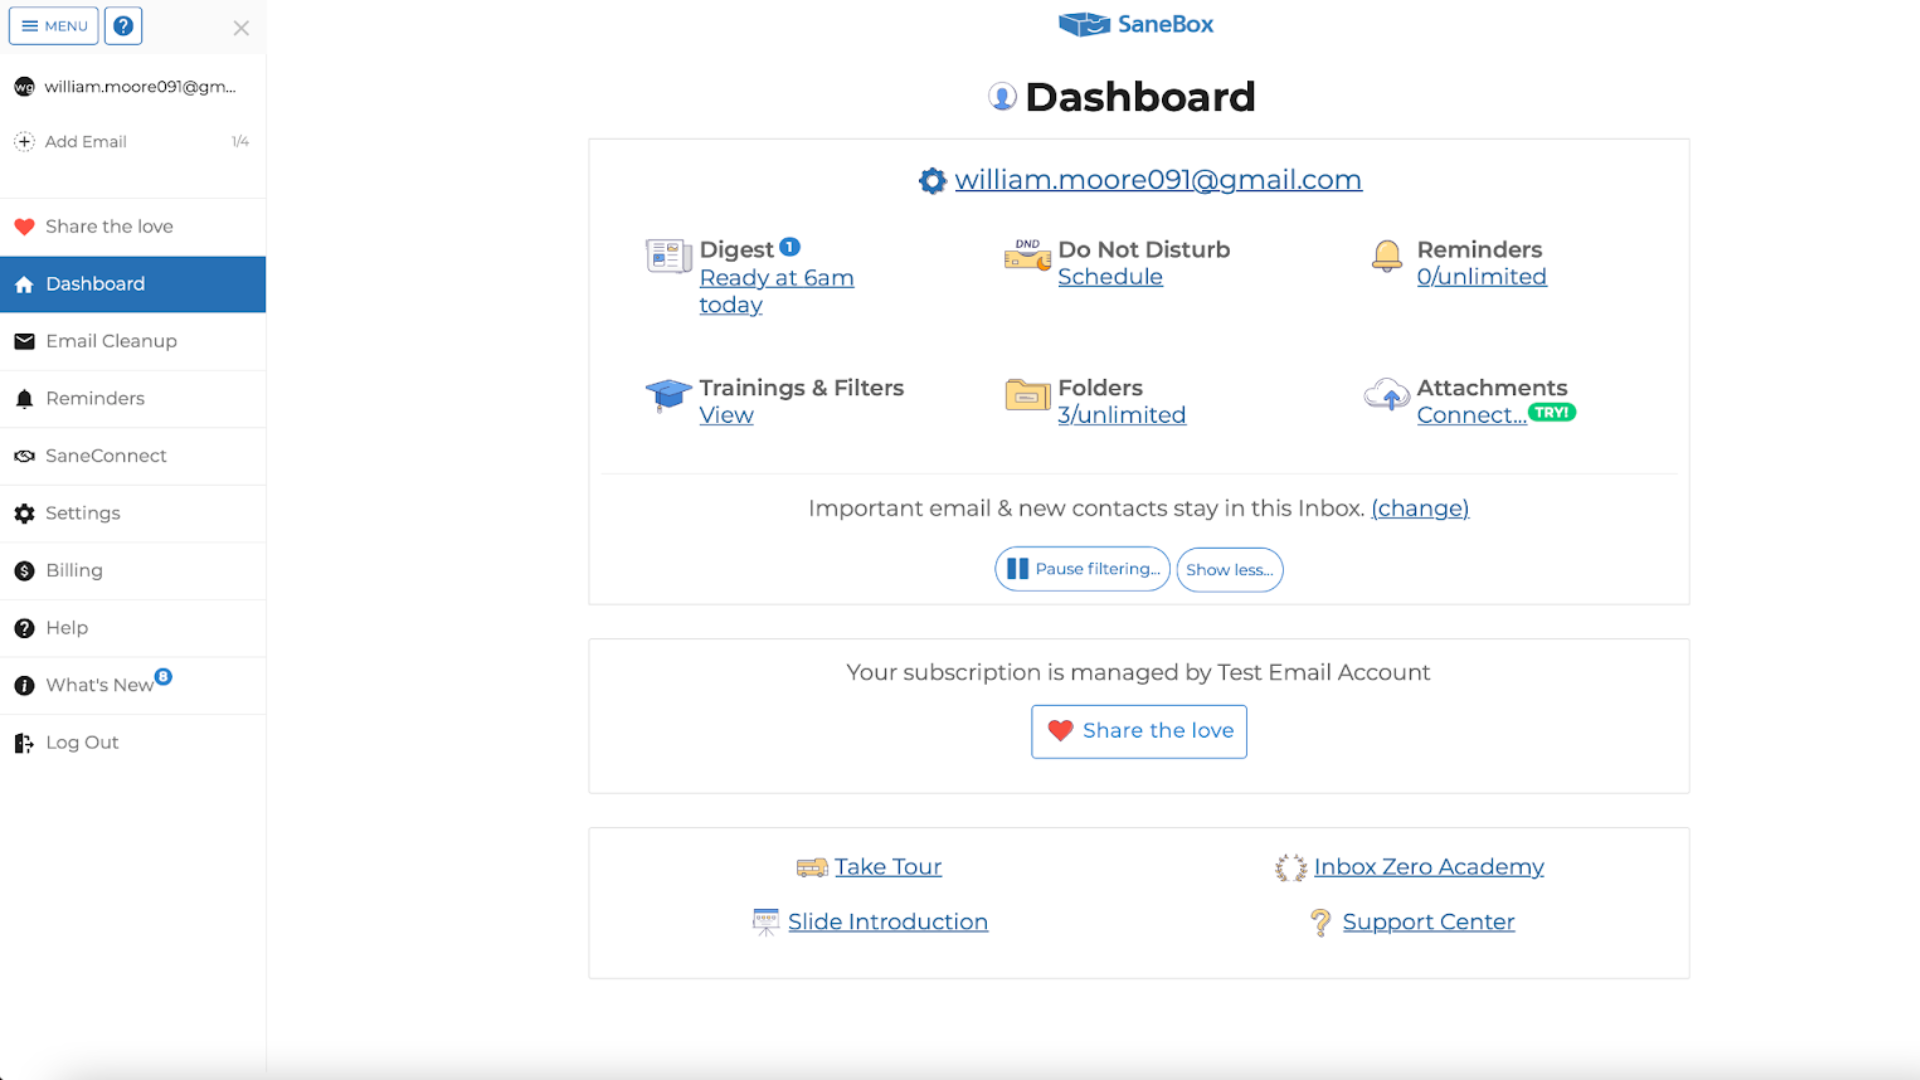 MENU ?
william.moore091@gm...
Add Email 1/4
Share the love
Dashboard
Email Cleanup
Reminders
SaneConnect
Settings
Billing
Help
What's New 8
Log Out
SaneBox
Dashboard
william.moore091@gmail.com
Digest 1
Ready at 6am
today
DND
Do Not Disturb
Schedule
Reminders
0/unlimited
Trainings & Filters
View
Folders
3/unlimited
Attachments
Connect... TRY!
Important email & new contacts stay in this Inbox. (change)
Pause filtering... Show less...
Your subscription is managed by Test Email Account
Share the love
Take Tour
Inbox Zero Academy
Slide Introduction
Support Center